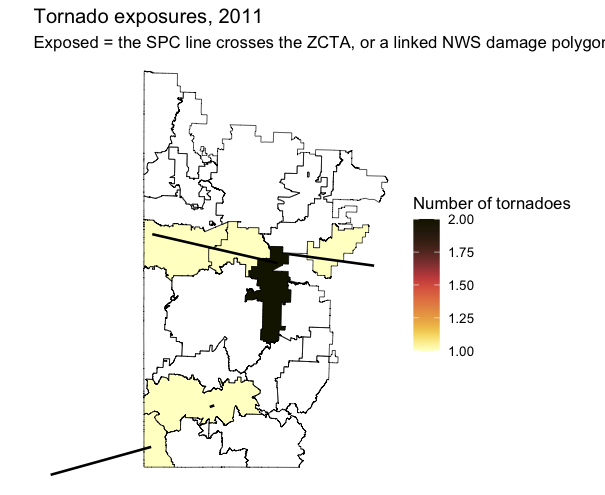 Tornado exposures, 2011
Exposed = the SPC line crosses the ZCTA, or a linked NWS damage
Number of tornadoes
2.00
1.75
1.50
1.25
1.00